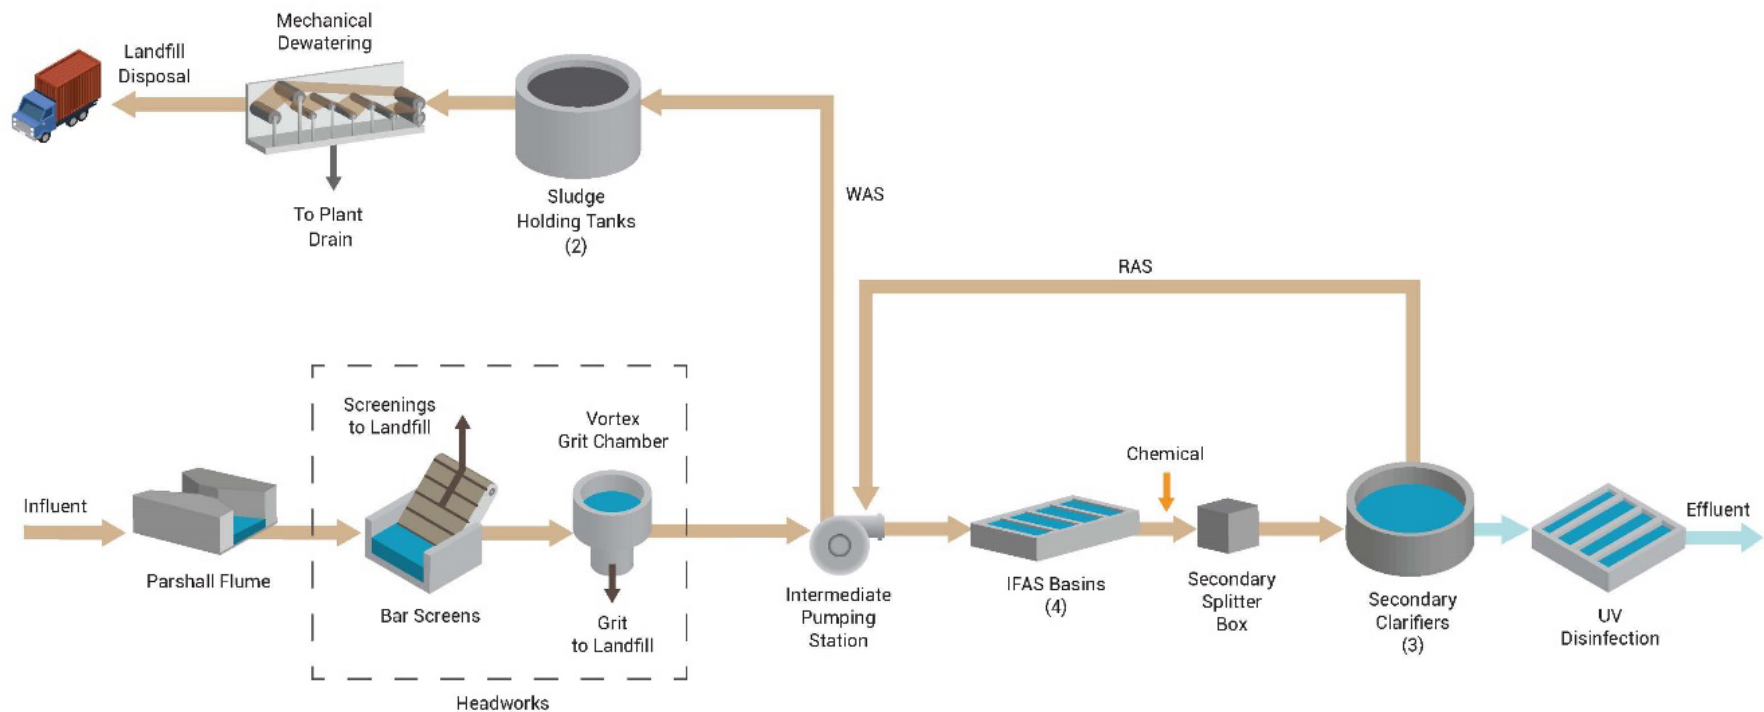 Mechanical
Dewatering
Landfill
Disposal
To Plant
Drain
Sludge
Holding Tanks
(2)
WAS
RAS
Screenings
to Landfill
Vortex
Grit Chamber
Chemical
Influent
Effluent
Parshall Flume
Bar Screens
Grit
to Landfill
Headworks
Intermediate
Pumping
Station
IFAS Basins
(4)
Secondary
Splitter
Box
Secondary
Clarifiers
(3)
UV
Disinfection